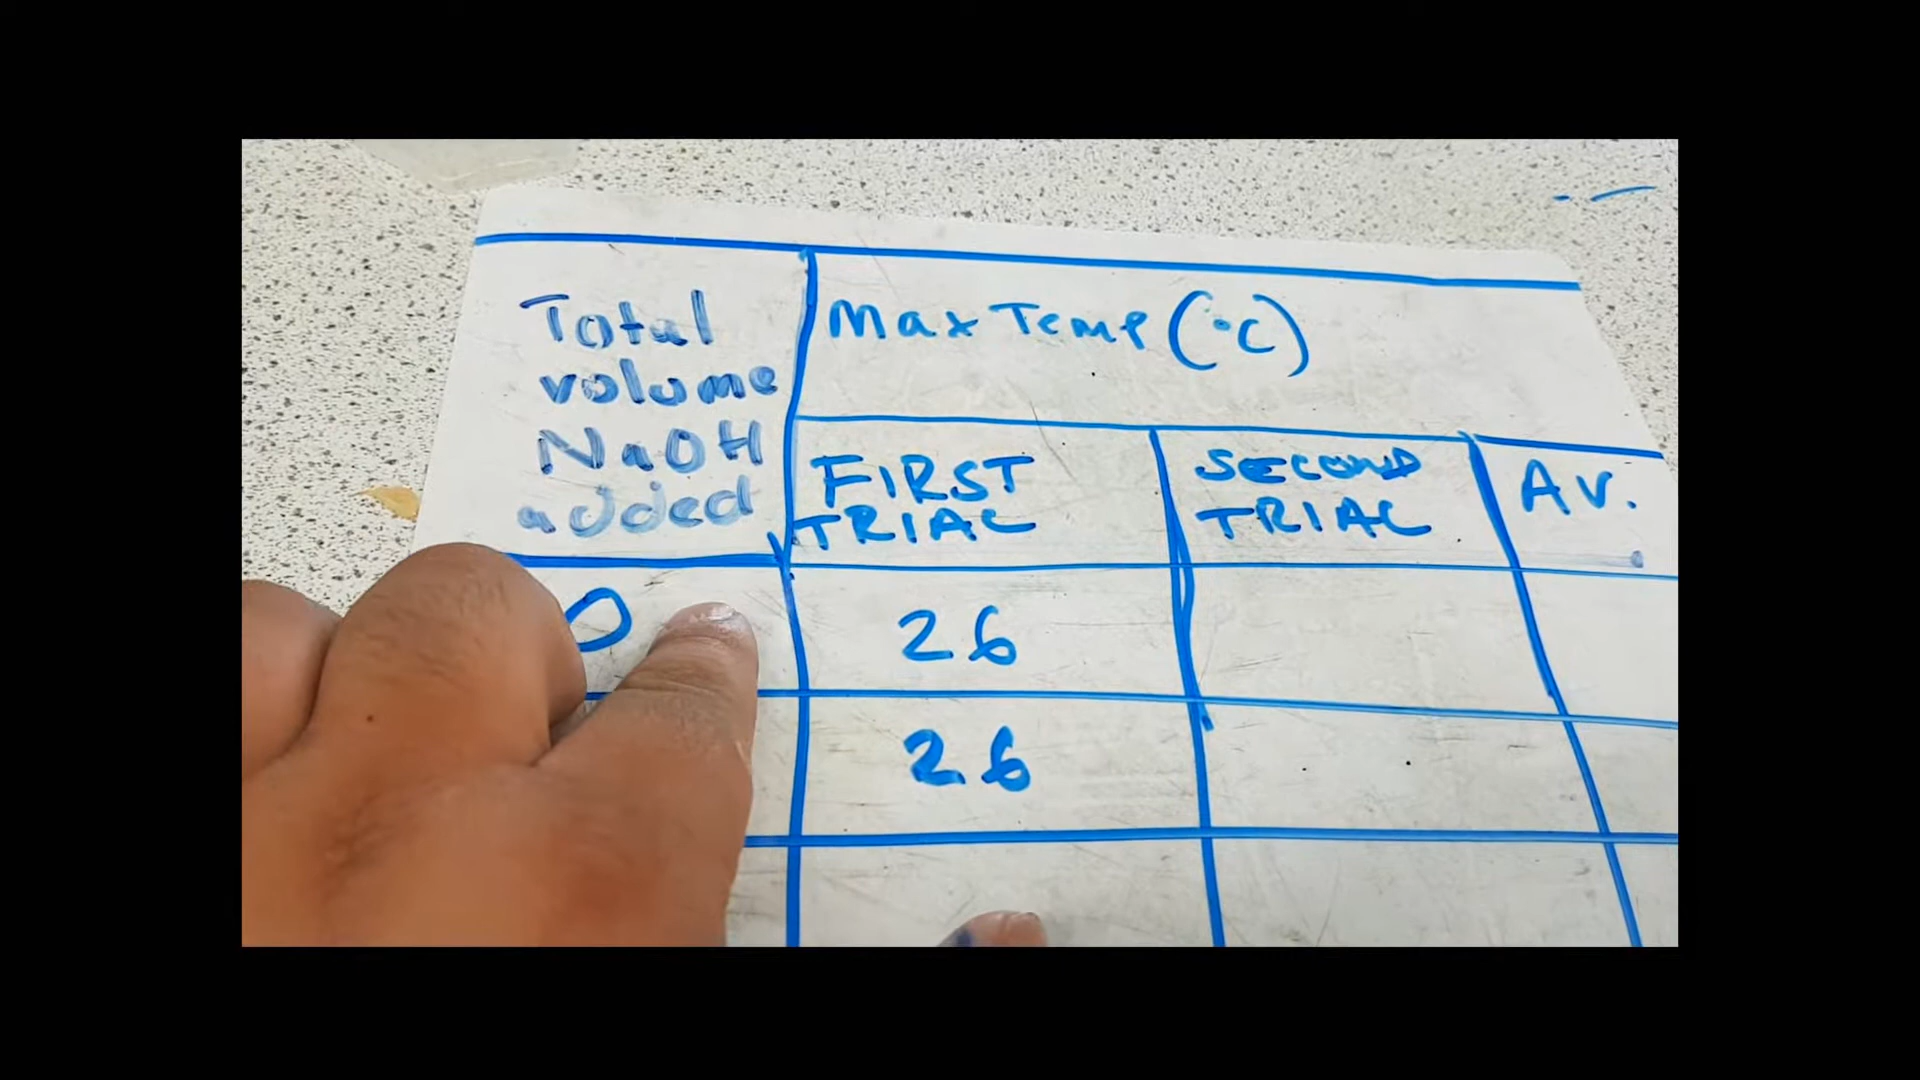 Total
volume
NaOH
added
Max Temp (°C)
FIRST
TRIAL
SECOND
TRIAL
Av.
0
26
26